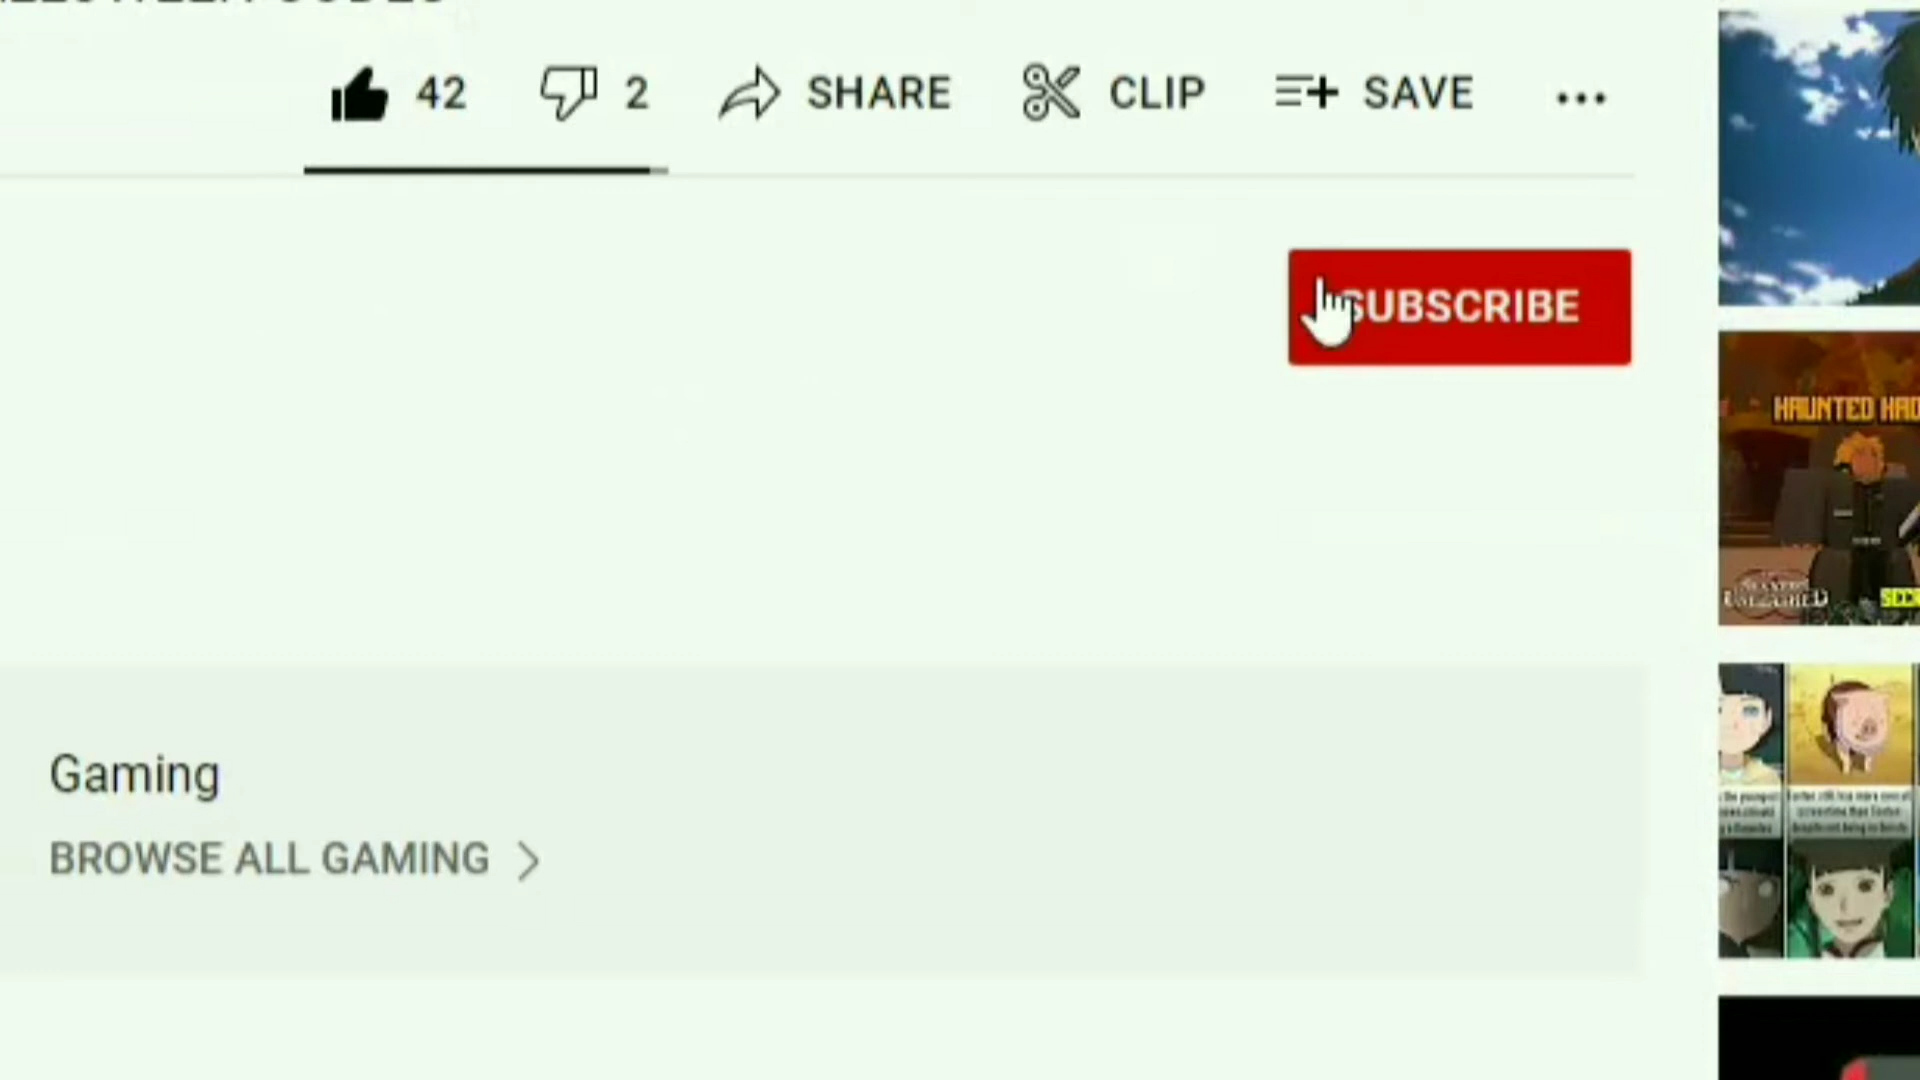 42 2 SHARE CLIP SAVE
SUBSCRIBE
HAUNTED
Gaming
BROWSE ALL GAMING